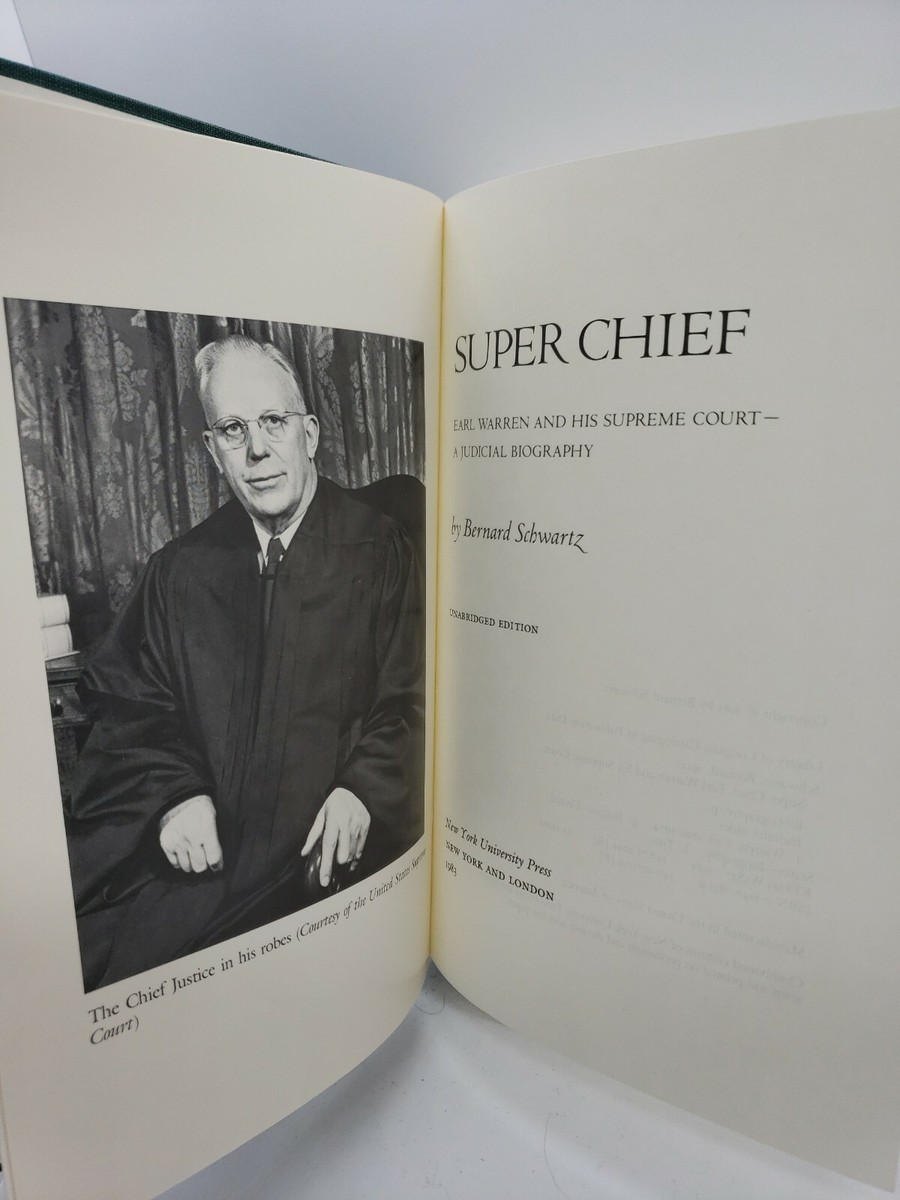 The Chief Justice in his robes (Courtesy of the United States Supreme
Court)
SUPER CHIEF
EARL WARREN AND HIS SUPREME COURT—
A JUDICIAL BIOGRAPHY
by Bernard Schwartz
UNABRIDGED EDITION
New York University Press
NEW YORK AND LONDON
1983